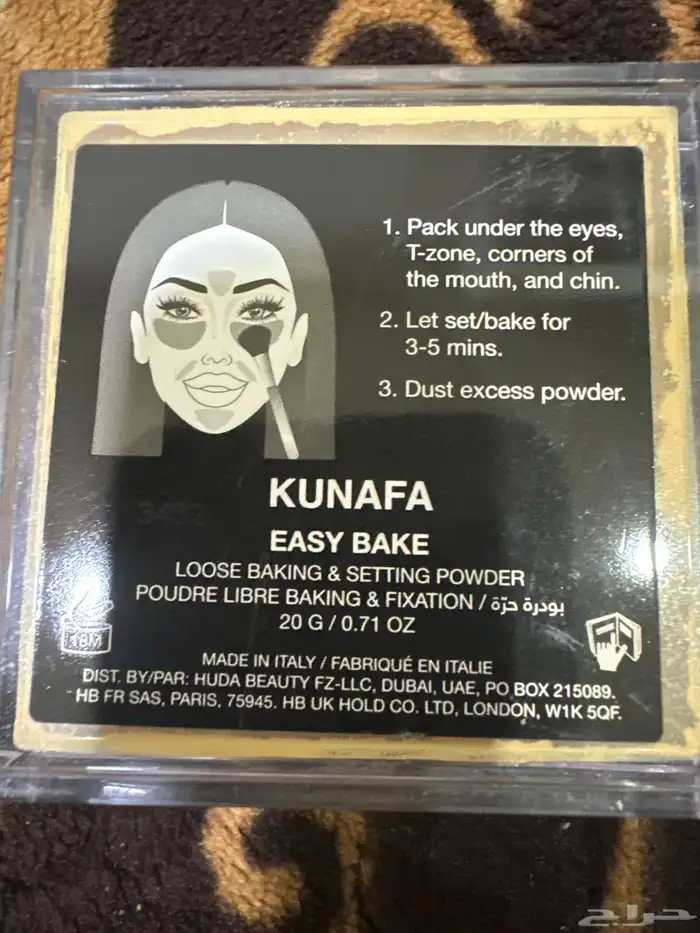 1. Pack under the eyes,
T-zone, corners of
the mouth, and chin.
2. Let set/bake for
3-5 mins.
3. Dust excess powder.
KUNAFA
EASY BAKE
LOOSE BAKING & SETTING POWDER
POUDRE LIBRE BAKING & FIXATION / بودرة حرّة
20 G / 0.71 OZ
18M
MADE IN ITALY / FABRIQUÉ EN ITALIE
DIST. BY/PAR: HUDA BEAUTY FZ-LLC, DUBAI, UAE, PO BOX 215089.
HB FR SAS, PARIS, 75945. HB UK HOLD CO. LTD, LONDON, W1K 5QF.
حراج